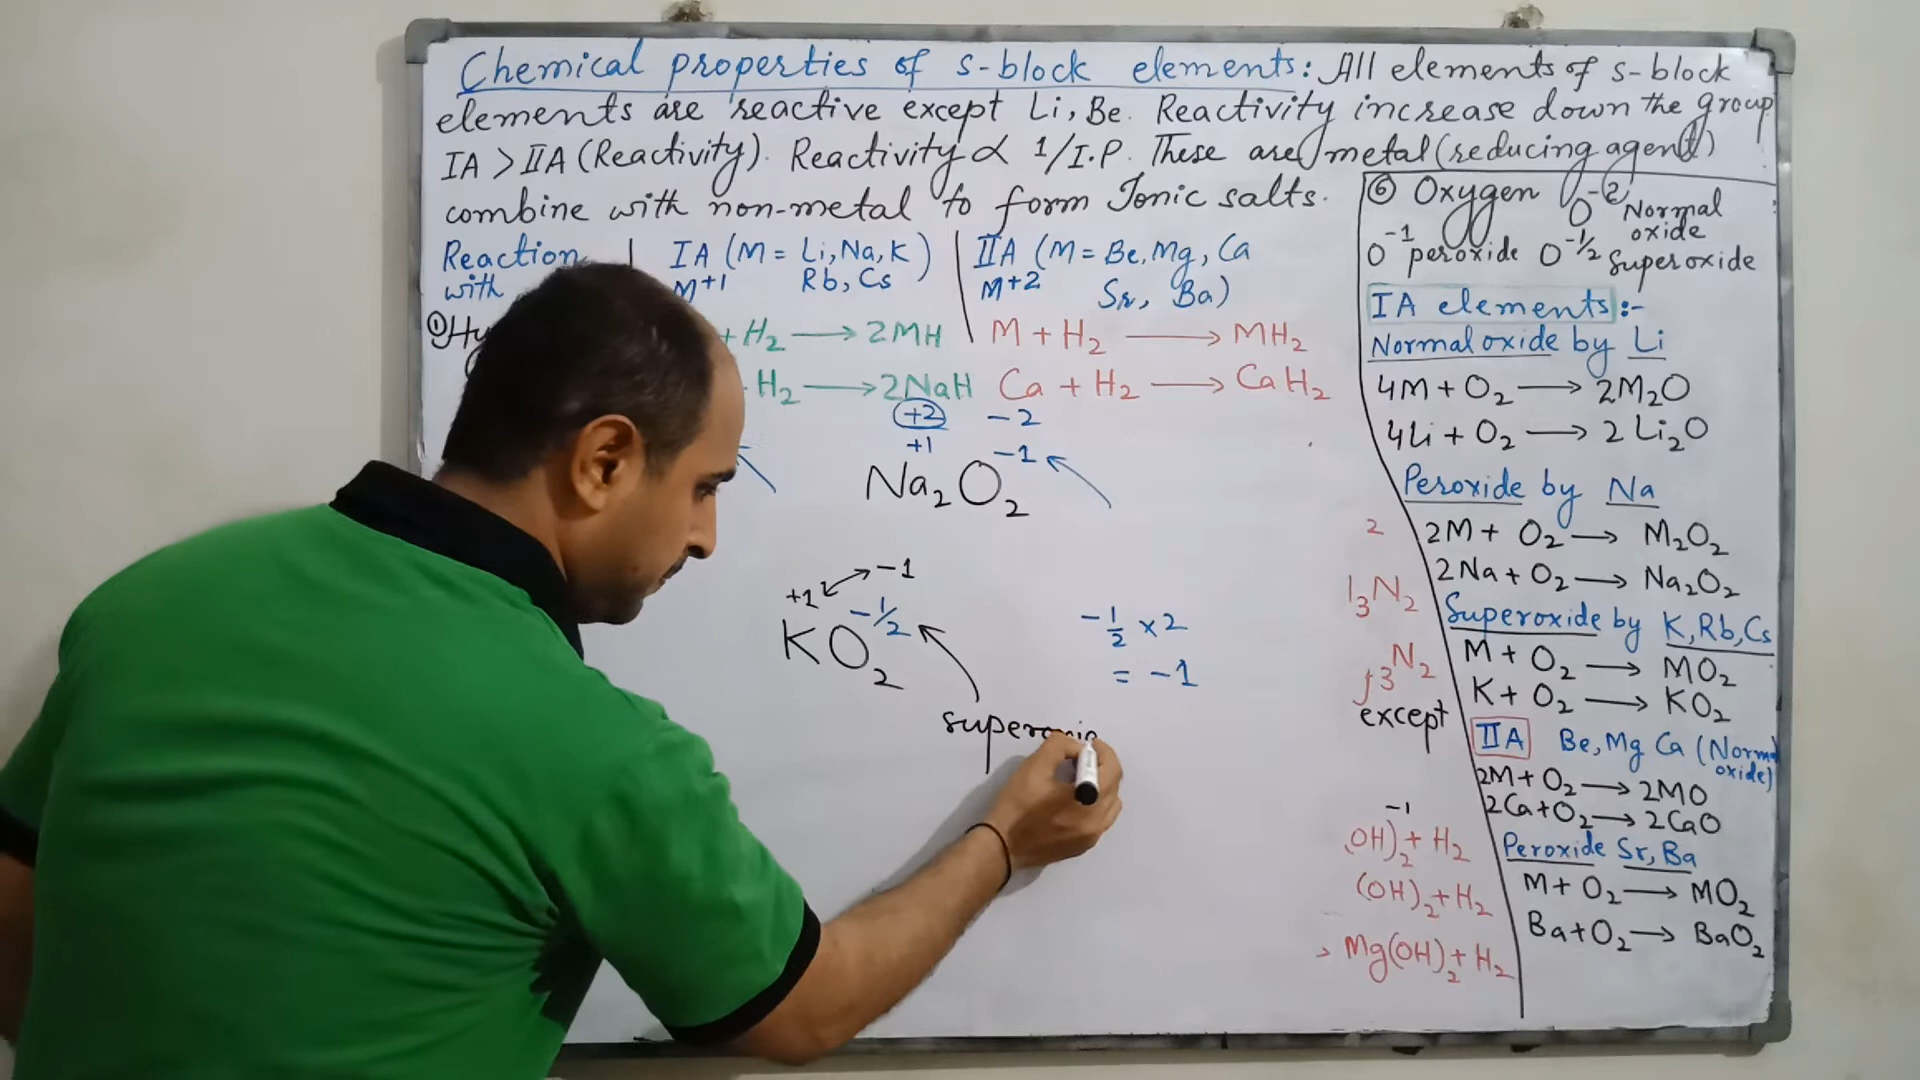 Chemical properties of s-block elements: All elements of s-block
elements are reactive except Li, Be. Reactivity increase down the group
IA > IIA (Reactivity). Reactivity ∝ 1/I.P. These are metal (reducing agent)
combine with non-metal to form Ionic salts.
Reaction with
IA (M = Li, Na, K
M+1 Rb, Cs)
IIA (M = Be, Mg, Ca
M+2 Sr, Ba)
① Hy
+ H₂ ⟶ 2MH
M + H₂ ⟶ MH₂
H₂ ⟶ 2NaH
Ca + H₂ ⟶ CaH₂
+2 -2
+1 -1
Na₂O₂
+1 -1
-1/2
KO₂
-1/2 × 2
= -1
2
3N₂
3N₂
except
-1
OH)₂ + H₂
(OH)₂ + H₂
Mg(OH)₂ + H₂
⑥ Oxygen O⁻² Normal oxide
O⁻¹ peroxide O⁻¹/² superoxide
IA elements:-
Normal oxide by Li
4M + O₂ ⟶ 2M₂O
4Li + O₂ ⟶ 2Li₂O
Peroxide by Na
2M + O₂ ⟶ M₂O₂
2Na + O₂ ⟶ Na₂O₂
Superoxide by K, Rb, Cs
M + O₂ ⟶ MO₂
K + O₂ ⟶ KO₂
IIA Be, Mg Ca (Normal oxide)
2M + O₂ ⟶ 2MO
2Ca + O₂ ⟶ 2CaO
Peroxide Sr, Ba
M + O₂ ⟶ MO₂
Ba + O₂ ⟶ BaO₂